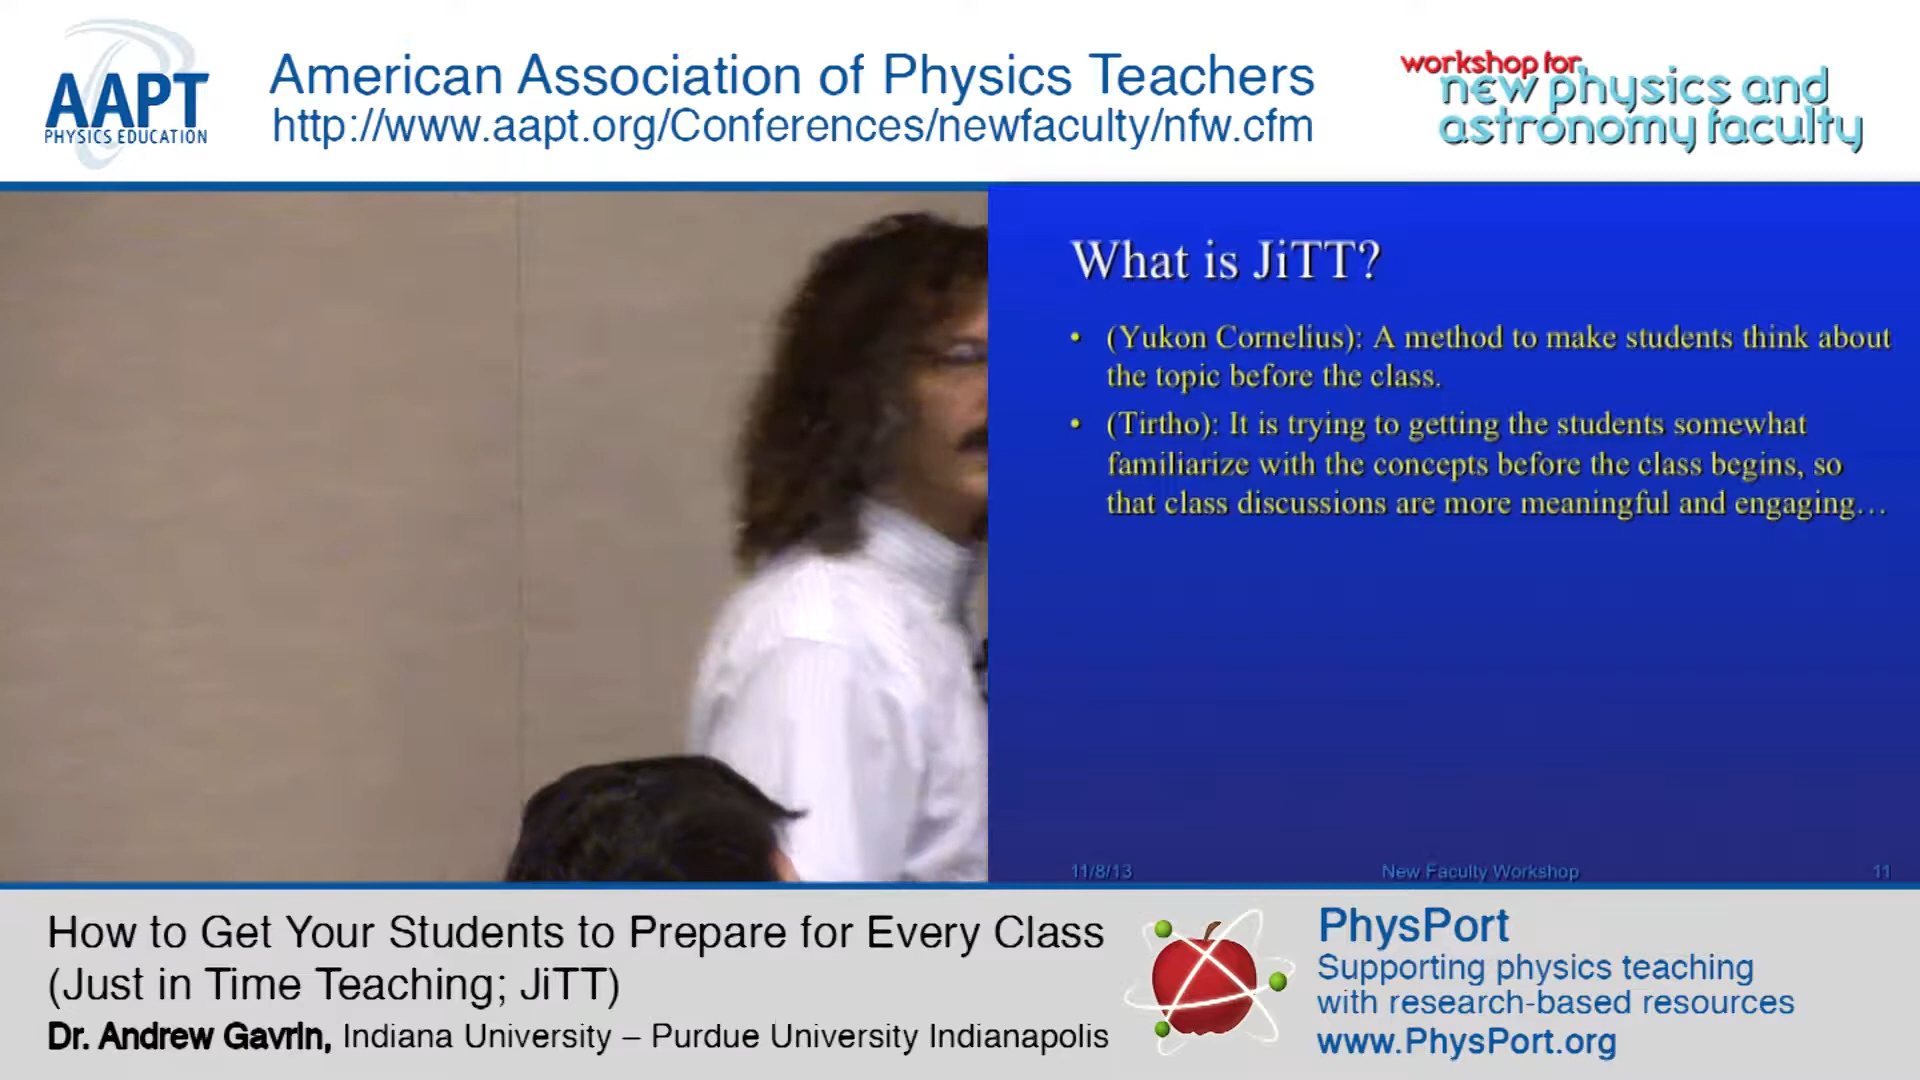 AAPT
PHYSICS EDUCATION
American Association of Physics Teachers
http://www.aapt.org/Conferences/newfaculty/nfw.cfm
workshop for
new physics and
astronomy faculty
What is JiTT?
• (Yukon Cornelius): A method to make students think about
the topic before the class.
• (Tirtho): It is trying to getting the students somewhat
familiarize with the concepts before the class begins, so
that class discussions are more meaningful and engaging…
11/8/13
New Faculty Workshop
11
How to Get Your Students to Prepare for Every Class
(Just in Time Teaching; JiTT)
Dr. Andrew Gavrin, Indiana University – Purdue University Indianapolis
PhysPort
Supporting physics teaching
with research-based resources
www.PhysPort.org